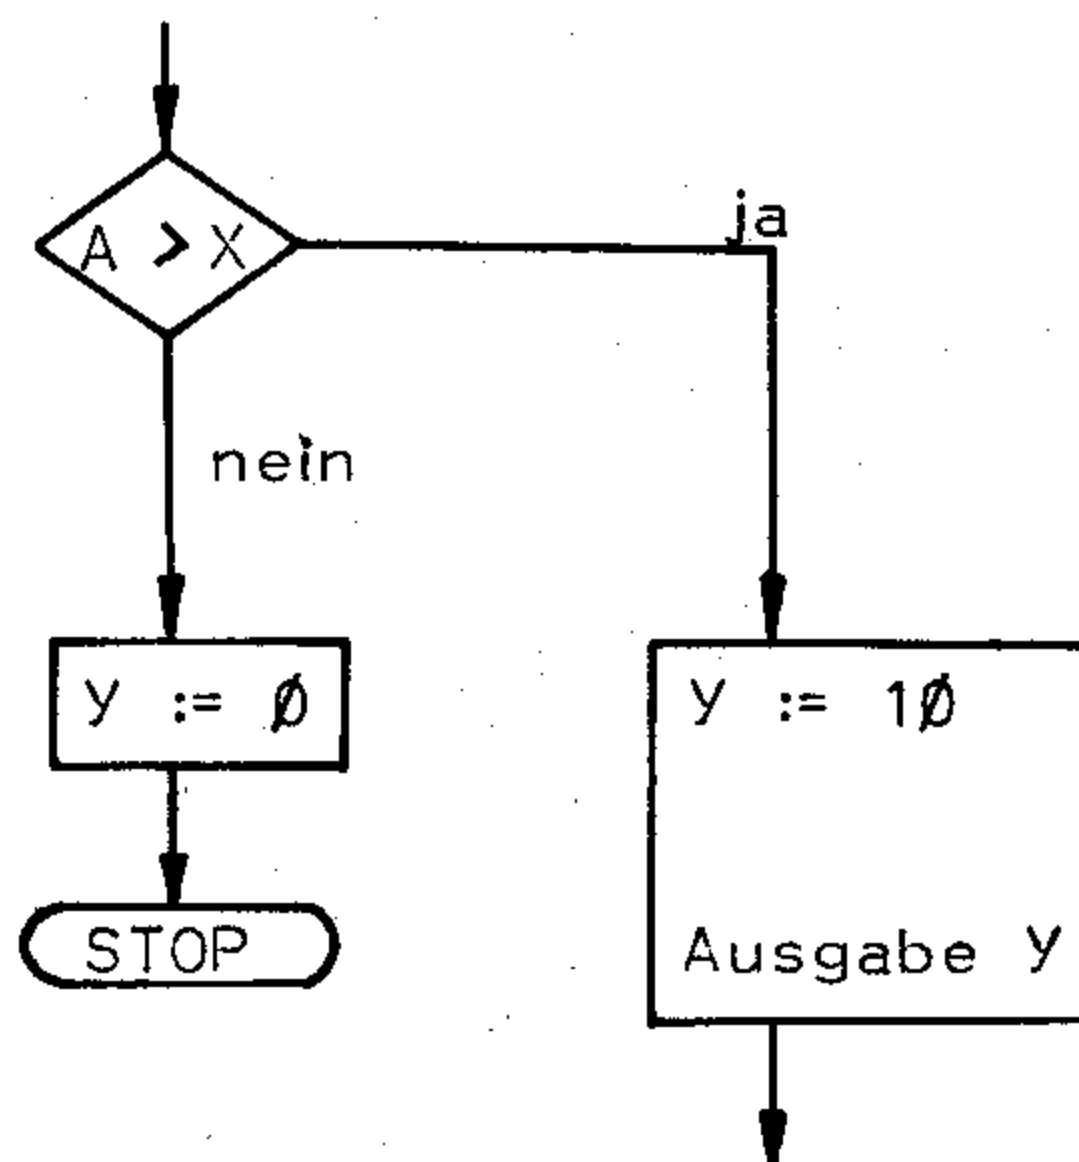 ja
A > X
nein
Y := Ø
Y := 1Ø
STOP
Ausgabe Y